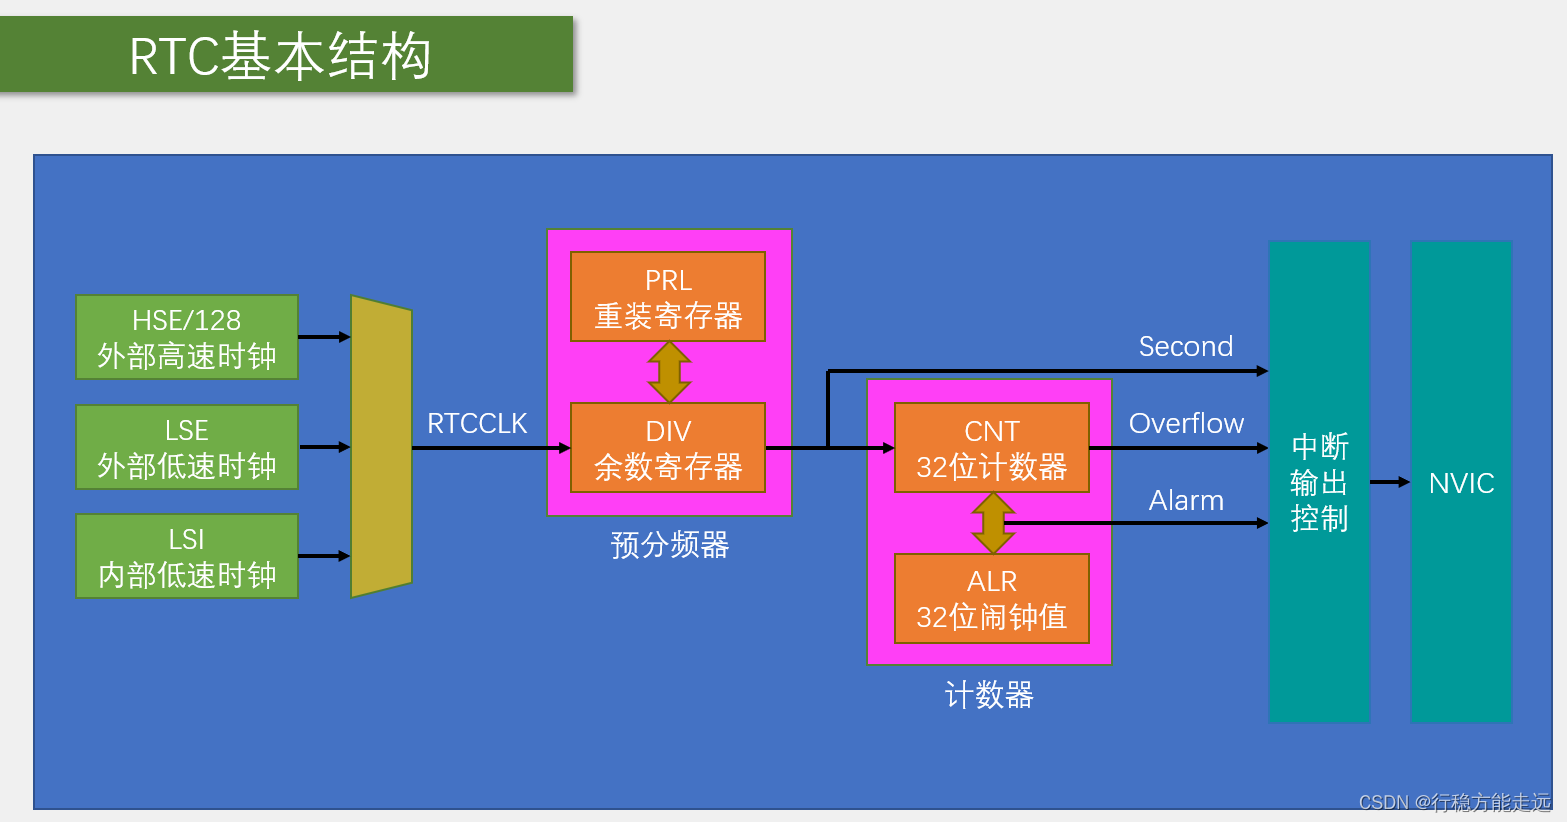 RTC基本结构
HSE/128
外部高速时钟
LSE
外部低速时钟
LSI
内部低速时钟
RTCCLK
PRL
重装寄存器
DIV
余数寄存器
预分频器
CNT
32位计数器
ALR
32位闹钟值
计数器
Second
Overflow
Alarm
中断
输出
控制
NVIC
CSDN @行稳方能走远